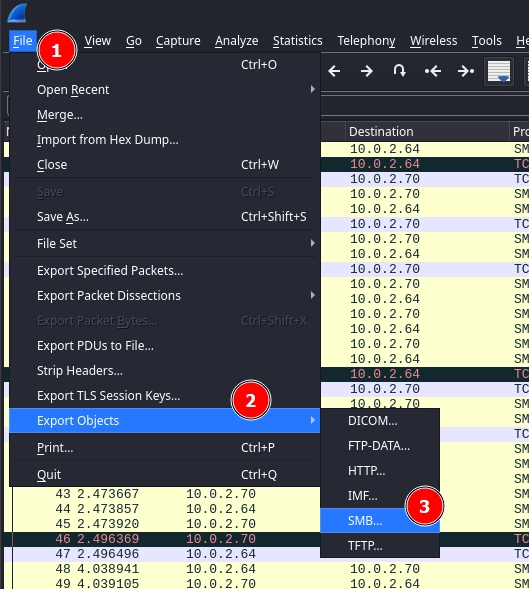 File 1 View Go Capture Analyze Statistics Telephony Wireless Tools He
Ctrl+O
Open Recent
Merge...
Import from Hex Dump...
Close Ctrl+W
Save Ctrl+S
Save As... Ctrl+Shift+S
File Set
Export Specified Packets...
Export Packet Dissections
Export Packet Bytes... Ctrl+Shift+X
Export PDUs to File...
Strip Headers...
Export TLS Session Keys...
2
Export Objects
Print... Ctrl+P
Quit Ctrl+Q
DICOM...
FTP-DATA...
HTTP...
IMF...
3
SMB...
TFTP...
Destination Pro
10.0.2.64 SM
10.0.2.64 TC
10.0.2.70 TC
10.0.2.70 SM
10.0.2.64 SM
10.0.2.70 TC
10.0.2.64 SM
10.0.2.64 SM
10.0.2.70 TC
10.0.2.70 SM
10.0.2.64 SM
10.0.2.70 SM
10.0.2.64 SM
10.0.2.70 SM
10.0.2.64 SM
10.0.2.64 TC
10.0.2.70 TC
43 2.473667 10.0.2.70 SM
44 2.473857 10.0.2.64 SM
45 2.473920 10.0.2.70 SM
46 2.496369 10.0.2.70 TC
47 2.496496 10.0.2.64 TC
48 4.038941 10.0.2.64 10.0.2.70 SM
49 4.039105 10.0.2.70 10.0.2.64 SM